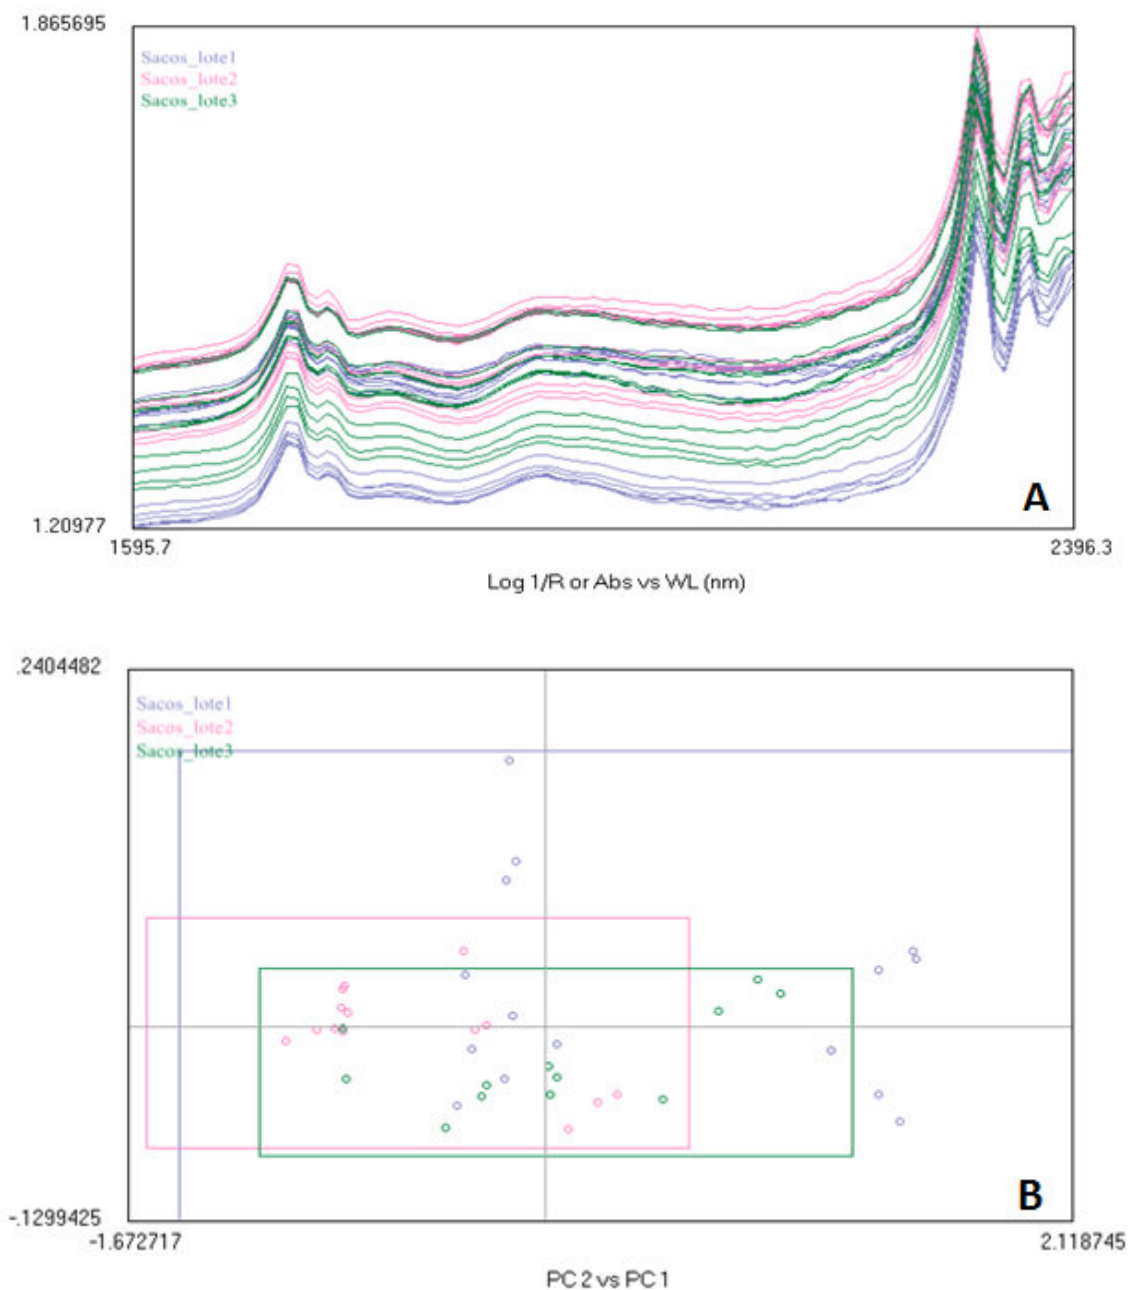 1.865695
Sacos_lote1
Sacos_lote2
Sacos_lote3
A
1.20977
1595.7
2396.3
Log 1/R or Abs vs WL (nm)
.2404482
Sacos_lote1
Sacos_lote2
Sacos_lote3
B
-.1299425
-1.672717
2.118745
PC 2 vs PC 1